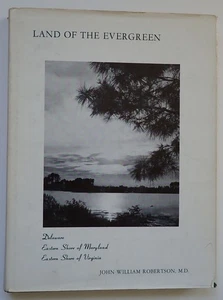 LAND OF THE EVERGREEN
Delaware
Eastern Shore of Maryland
Eastern Shore of Virginia
JOHN WILLIAM ROBERTSON, M.D.